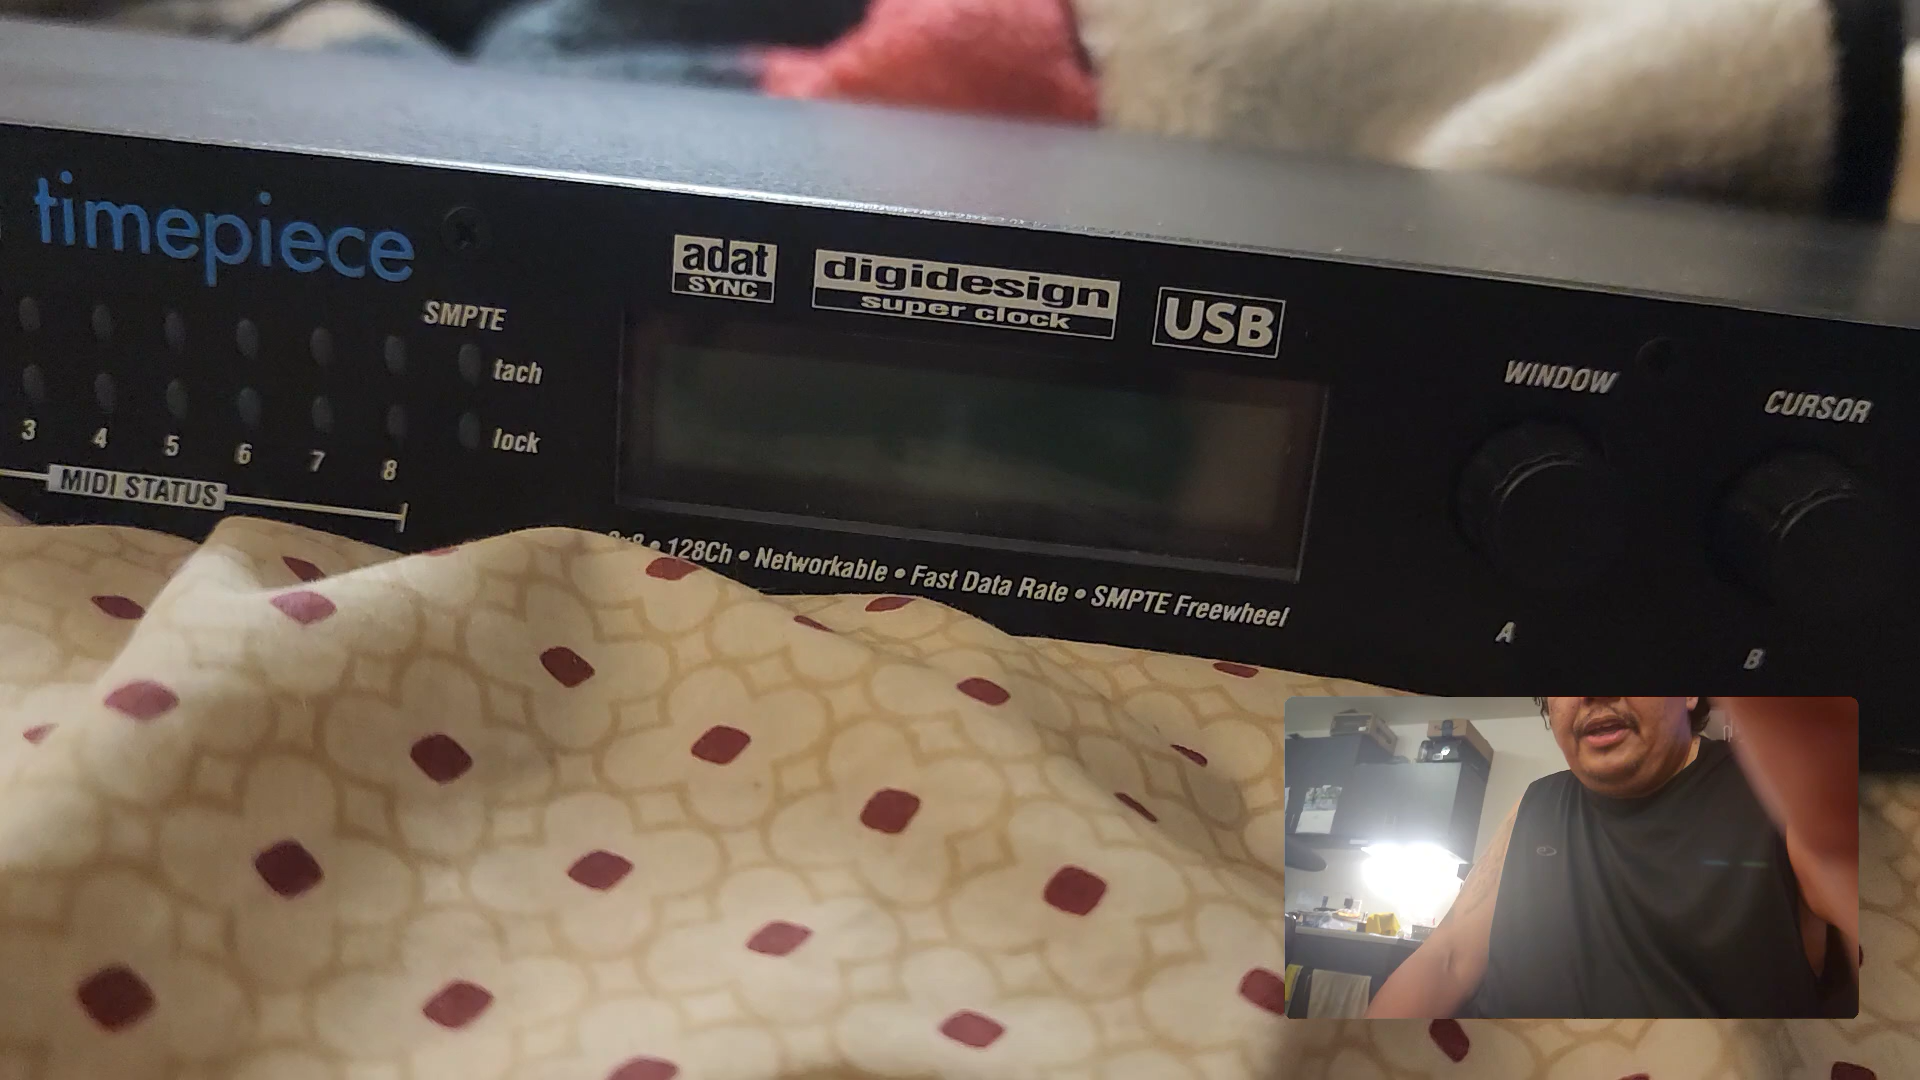 timepiece
adat
SYNC
digidesign
super clock
USB
SMPTE
tach
lock
WINDOW
CURSOR
3 4 5 6 7 8
MIDI STATUS
• 128Ch • Networkable • Fast Data Rate • SMPTE Freewheel
A
B